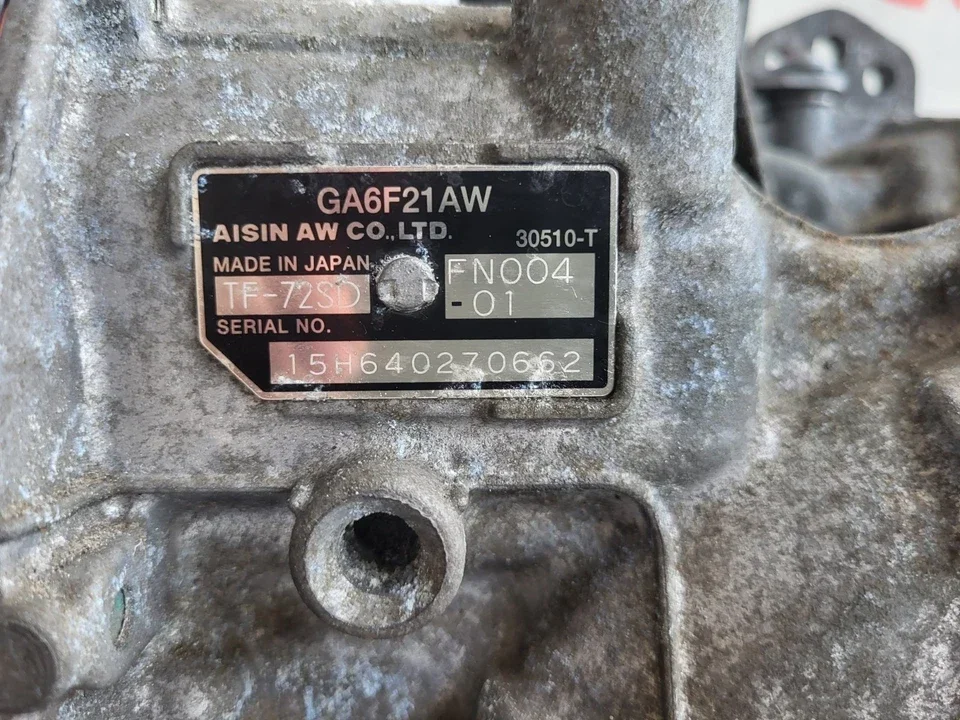 GA6F21AW
AISIN AW CO.,LTD. 30510-T
MADE IN JAPAN FN004
TF-72SD -01
SERIAL NO.
15H640270662